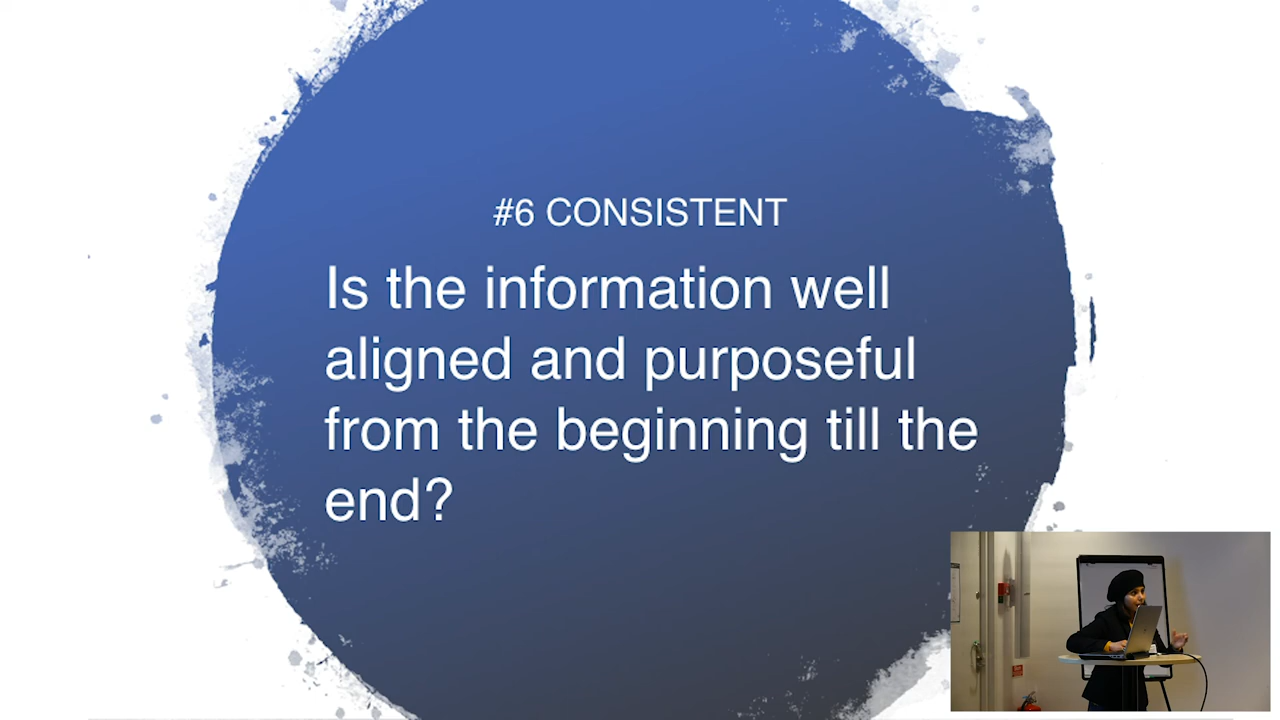 #6 CONSISTENT
Is the information well
aligned and purposeful
from the beginning till the
end?